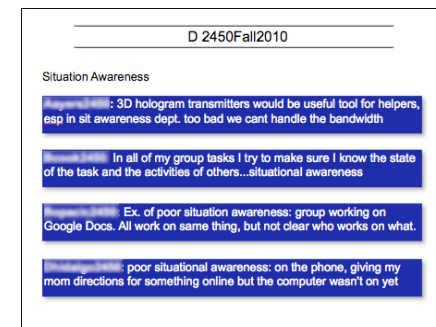 D 2450Fall2010
Situation Awareness
: 3D hologram transmitters would be useful tool for helpers,
esp in sit awareness dept. too bad we cant handle the bandwidth
In all of my group tasks I try to make sure I know the state
of the task and the activities of others...situational awareness
Ex. of poor situation awareness: group working on
Google Docs. All work on same thing, but not clear who works on what.
: poor situational awareness: on the phone, giving my
mom directions for something online but the computer wasn't on yet